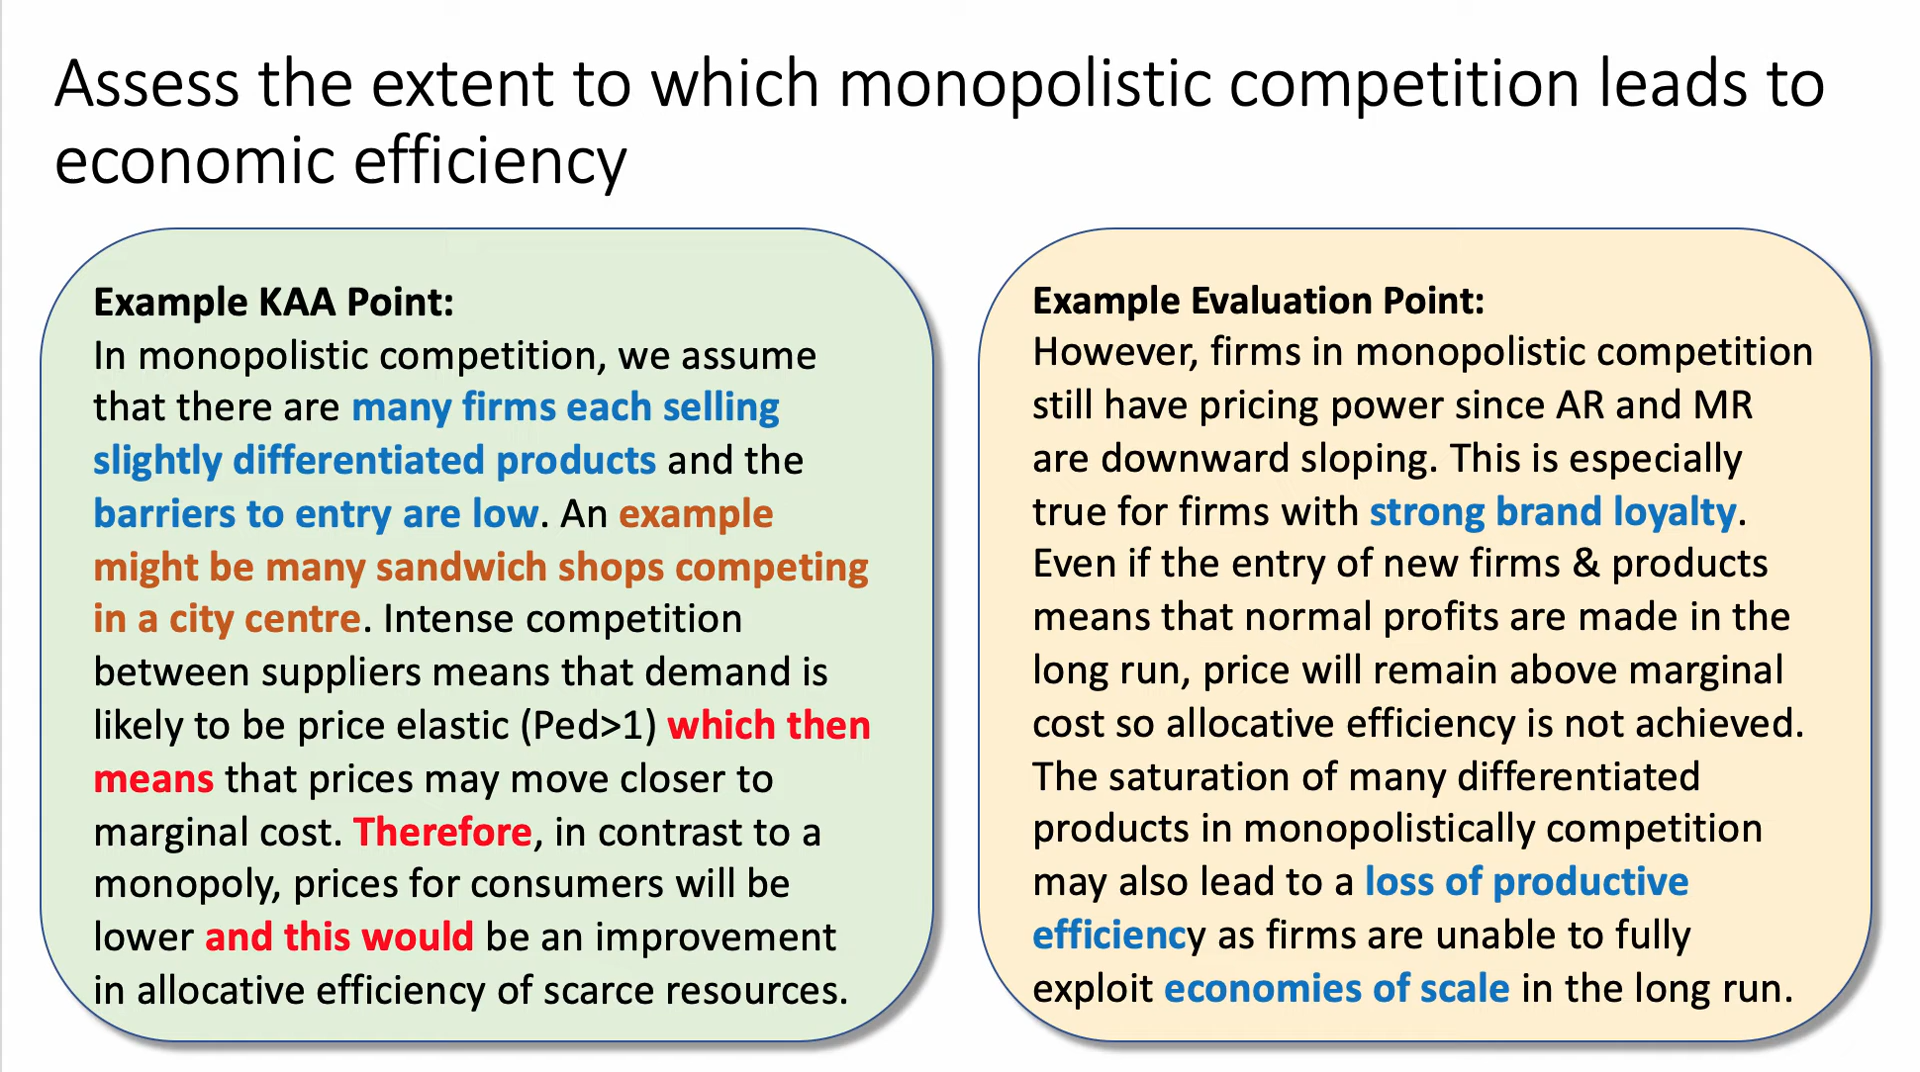 Assess the extent to which monopolistic competition leads to
economic efficiency
Example KAA Point:
In monopolistic competition, we assume
that there are many firms each selling
slightly differentiated products and the
barriers to entry are low. An example
might be many sandwich shops competing
in a city centre. Intense competition
between suppliers means that demand is
likely to be price elastic (Ped>1) which then
means that prices may move closer to
marginal cost. Therefore, in contrast to a
monopoly, prices for consumers will be
lower and this would be an improvement
in allocative efficiency of scarce resources.
Example Evaluation Point:
However, firms in monopolistic competition
still have pricing power since AR and MR
are downward sloping. This is especially
true for firms with strong brand loyalty.
Even if the entry of new firms & products
means that normal profits are made in the
long run, price will remain above marginal
cost so allocative efficiency is not achieved.
The saturation of many differentiated
products in monopolistically competition
may also lead to a loss of productive
efficiency as firms are unable to fully
exploit economies of scale in the long run.